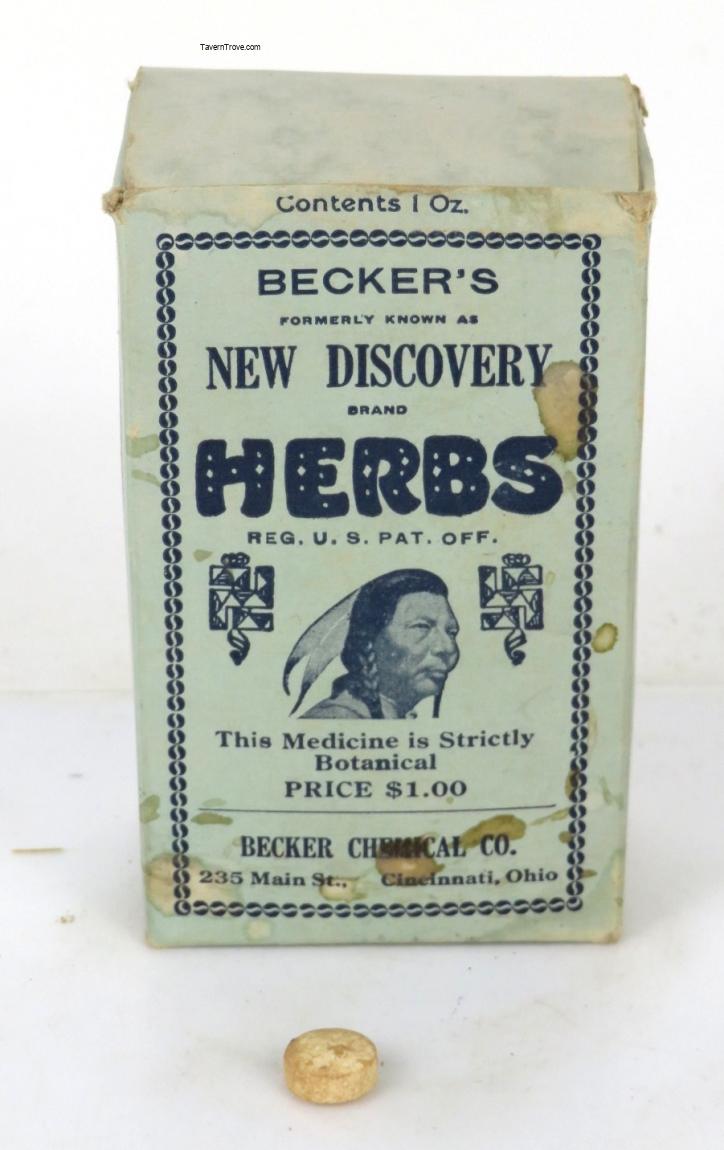 TavernTrove.com
Contents 1 Oz.
BECKER'S
FORMERLY KNOWN AS
NEW DISCOVERY
BRAND
HERBS
REG. U. S. PAT. OFF.
This Medicine is Strictly
Botanical
PRICE $1.00
BECKER CHEMICAL CO.
235 Main St., Cincinnati, Ohio